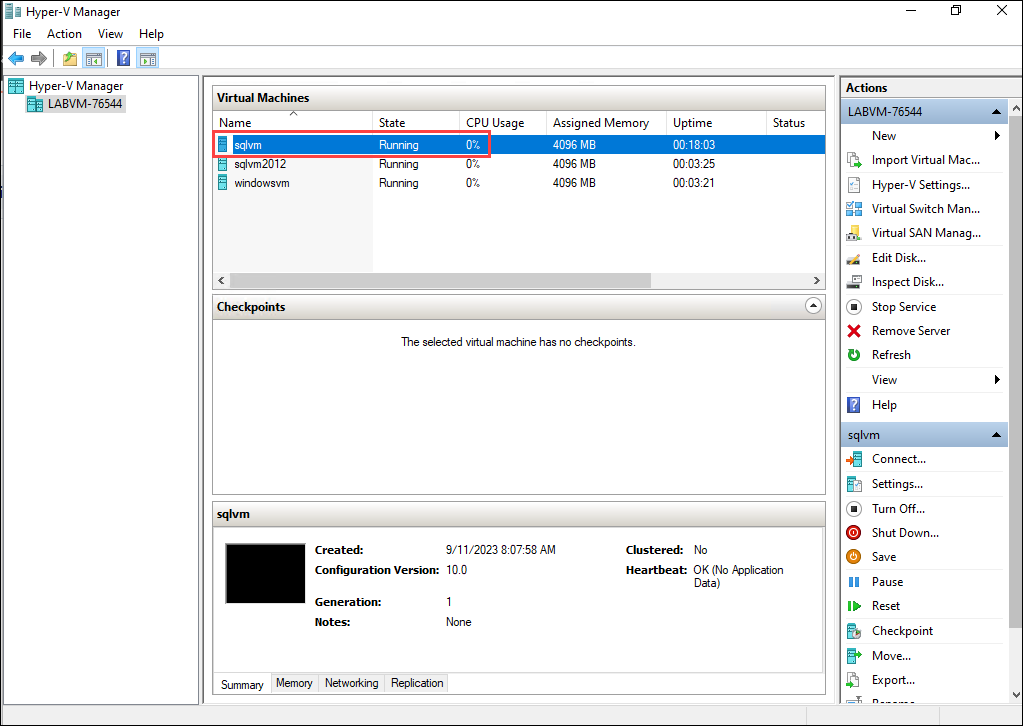 Hyper-V Manager
File Action View Help
Hyper-V Manager
LABVM-76544
Virtual Machines
Name State CPU Usage Assigned Memory Uptime Status
sqlvm Running 0% 4096 MB 00:18:03
sqlvm2012 Running 0% 4096 MB 00:03:25
windowsvm Running 0% 4096 MB 00:03:21
Checkpoints
The selected virtual machine has no checkpoints.
sqlvm
Created: 9/11/2023 8:07:58 AM Clustered: No
Configuration Version: 10.0 Heartbeat: OK (No Application
Data)
Generation: 1
Notes: None
Summary Memory Networking Replication
Actions
LABVM-76544
New
Import Virtual Mac...
Hyper-V Settings...
Virtual Switch Man...
Virtual SAN Manag...
Edit Disk...
Inspect Disk...
Stop Service
Remove Server
Refresh
View
Help
sqlvm
Connect...
Settings...
Turn Off...
Shut Down...
Save
Pause
Reset
Checkpoint
Move...
Export...